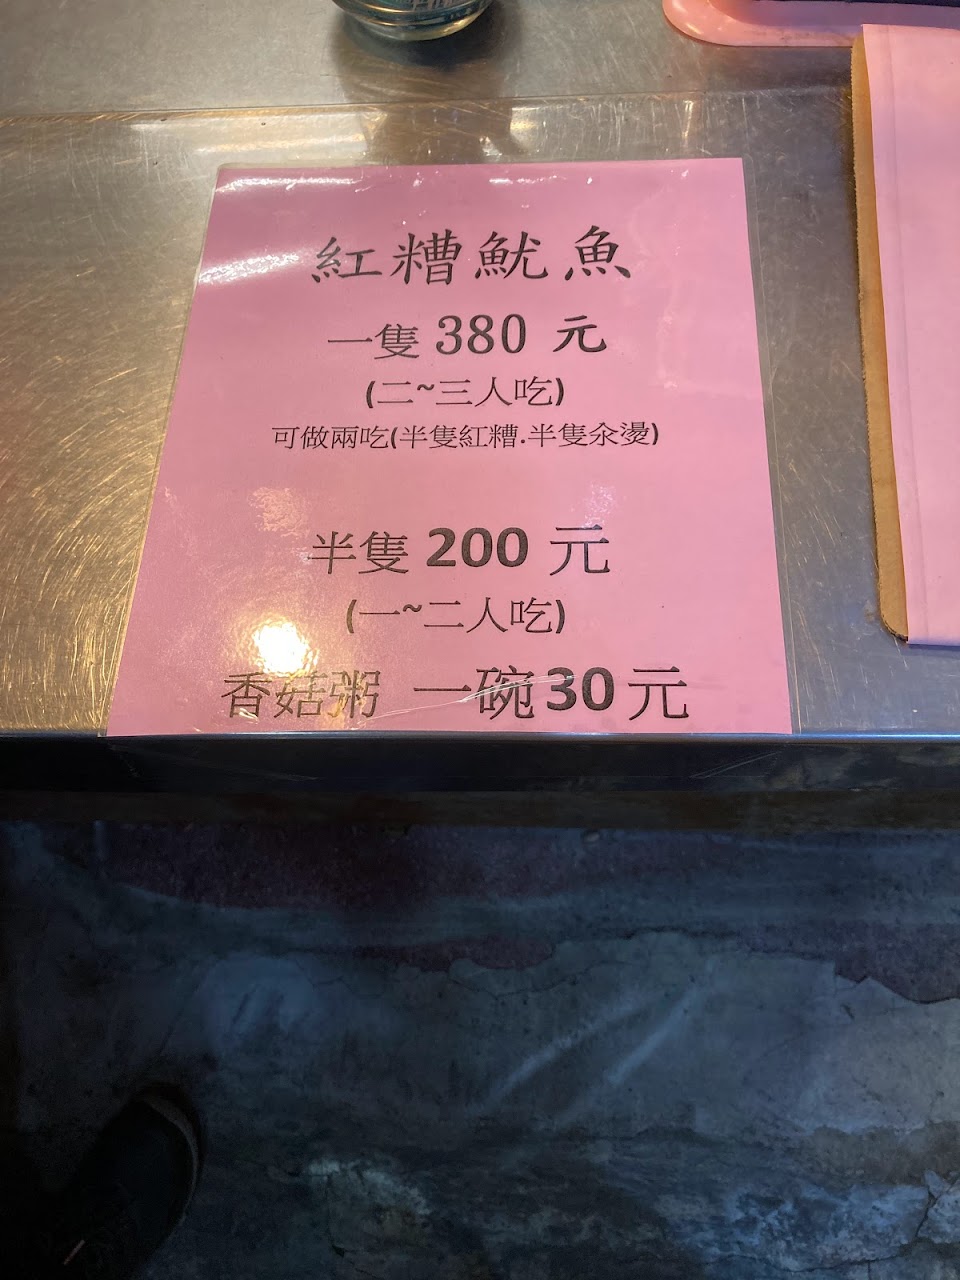 紅糟魷魚
一隻 380 元
(二~三人吃)
可做兩吃(半隻紅糟.半隻汆燙)
半隻 200 元
(一~二人吃)
香菇粥 一碗30元